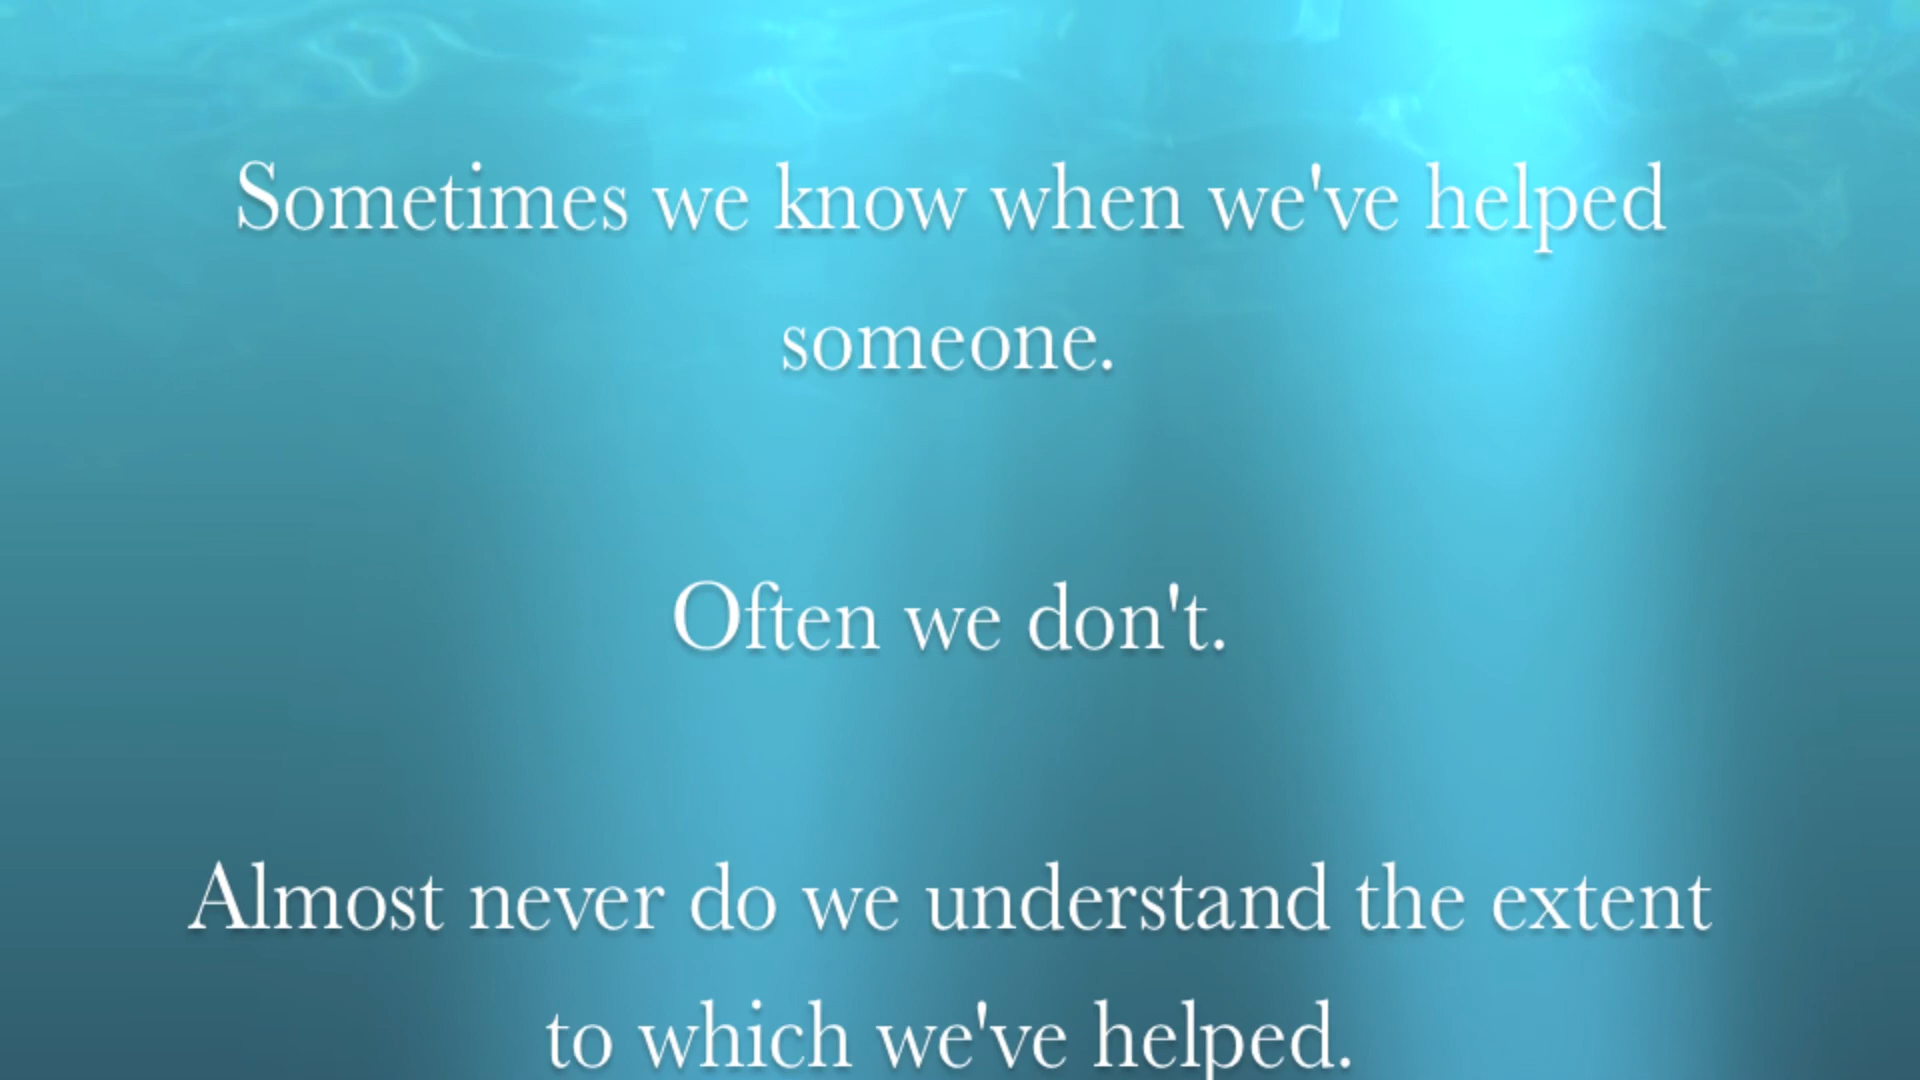 Sometimes we know when we've helped
someone.
Often we don't.
Almost never do we understand the extent
to which we've helped.